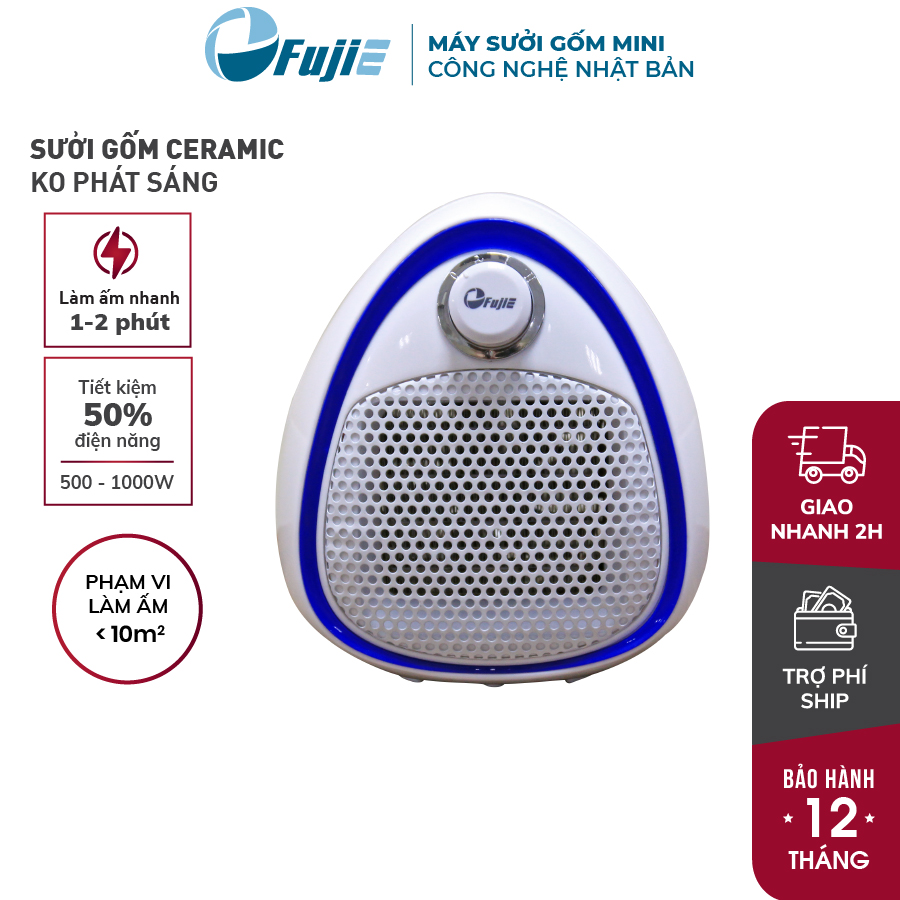 FujiE
MÁY SƯỞI GỐM MINI
CÔNG NGHỆ NHẬT BẢN
SƯỞI GỐM CERAMIC
KO PHÁT SÁNG
Làm ấm nhanh
1-2 phút
Tiết kiệm
50%
điện năng
500 - 1000W
PHẠM VI
LÀM ẤM
< 10m²
FujiE
GIAO
NHANH 2H
TRỢ PHÍ
SHIP
BẢO HÀNH
12
THÁNG